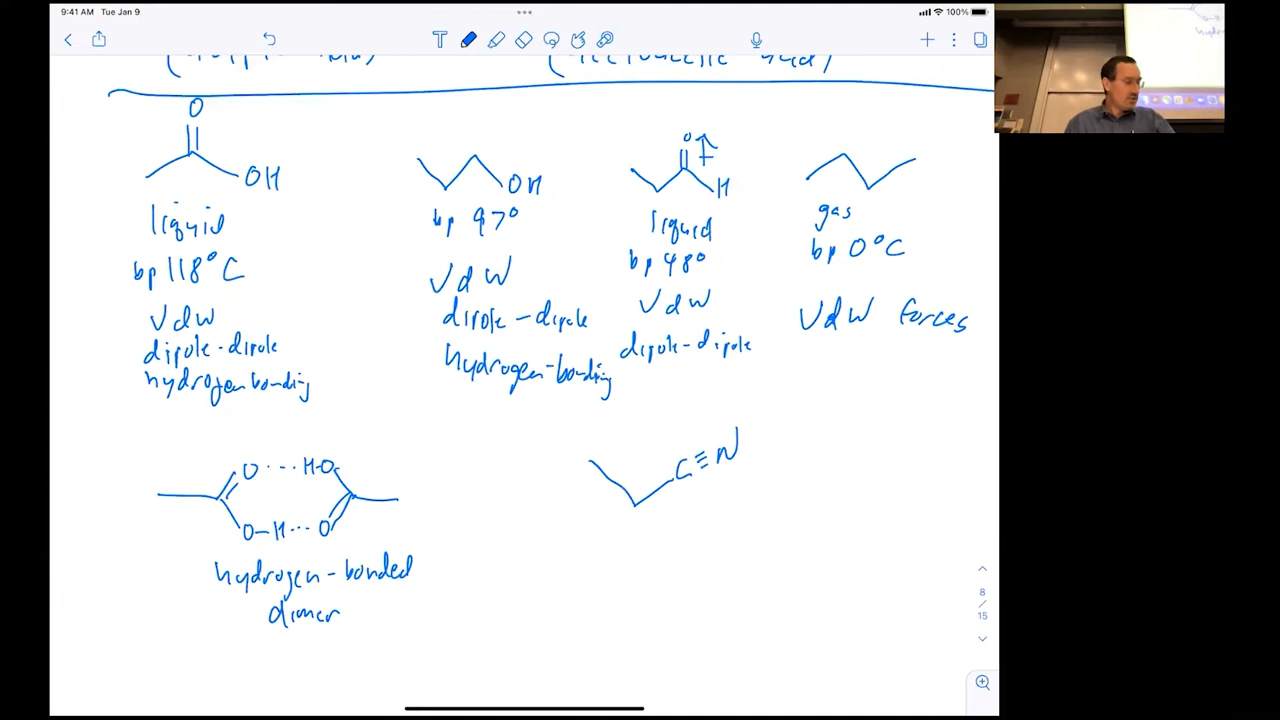 9:41 AM Tue Jan 9
100%
T
O
OH
liquid
bp 118° C
VdW
dipole-dipole
hydrogen bonding
OH
bp 97°
VdW
dipole-dipole
hydrogen-bonding
O
H
liquid
bp 48°
VdW
dipole-dipole
gas
bp 0°C
VdW forces
O ··· H-O
O-H ··· O
hydrogen-bonded
dimer
C≡N
8
/
15